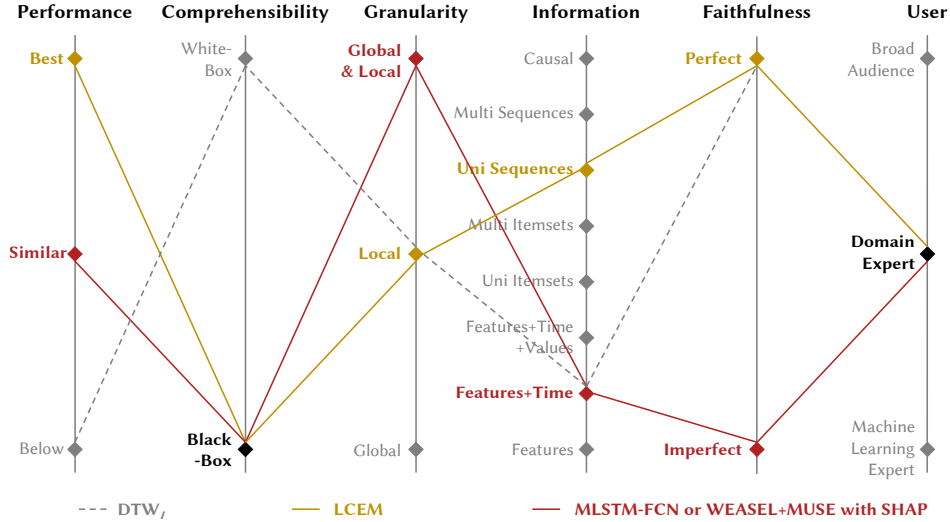 Performance Comprehensibility Granularity Information Faithfulness User
Best
White-
Box
Global
& Local
Causal
Perfect
Broad
Audience
Multi Sequences
Uni Sequences
Multi Itemsets
Similar
Local
Domain
Expert
Uni Itemsets
Features+Time
+Values
Features+Time
Below
Black
-Box
Global
Features
Imperfect
Machine
Learning
Expert
DTW LCEM MLSTM-FCN or WEASEL+MUSE with SHAP